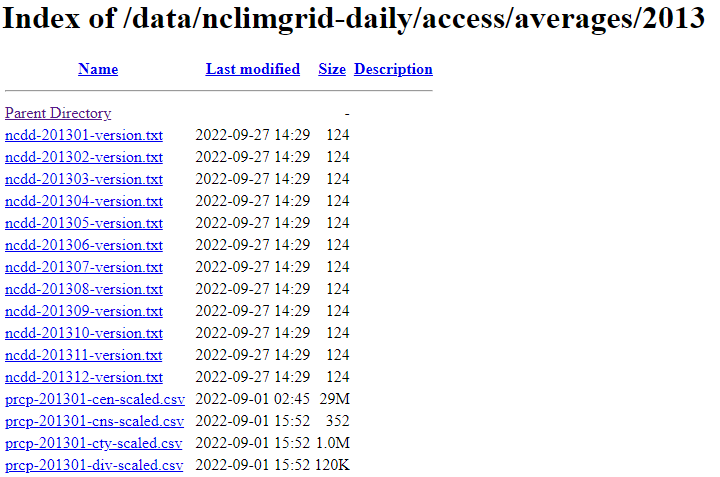 Index of /data/nclimgrid-daily/access/averages/2013
Name Last modified Size Description
Parent Directory -
ncdd-201301-version.txt 2022-09-27 14:29 124
ncdd-201302-version.txt 2022-09-27 14:29 124
ncdd-201303-version.txt 2022-09-27 14:29 124
ncdd-201304-version.txt 2022-09-27 14:29 124
ncdd-201305-version.txt 2022-09-27 14:29 124
ncdd-201306-version.txt 2022-09-27 14:29 124
ncdd-201307-version.txt 2022-09-27 14:29 124
ncdd-201308-version.txt 2022-09-27 14:29 124
ncdd-201309-version.txt 2022-09-27 14:29 124
ncdd-201310-version.txt 2022-09-27 14:29 124
ncdd-201311-version.txt 2022-09-27 14:29 124
ncdd-201312-version.txt 2022-09-27 14:29 124
prcp-201301-cen-scaled.csv 2022-09-01 02:45 29M
prcp-201301-cns-scaled.csv 2022-09-01 15:52 352
prcp-201301-cty-scaled.csv 2022-09-01 15:52 1.0M
prcp-201301-div-scaled.csv 2022-09-01 15:52 120K